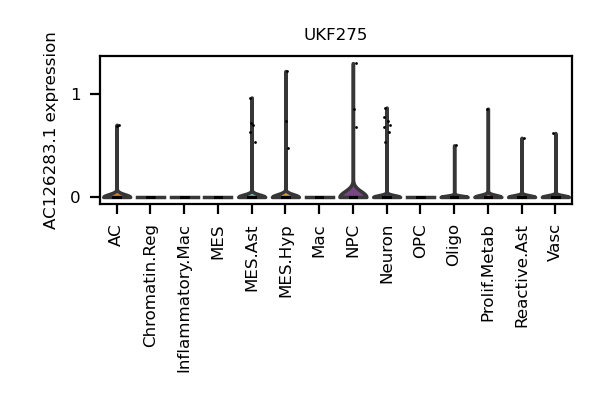 UKF275
AC126283.1 expression
1
0
AC
Chromatin.Reg
Inflammatory.Mac
MES
MES.Ast
MES.Hyp
Mac
NPC
Neuron
OPC
Oligo
Prolif.Metab
Reactive.Ast
Vasc